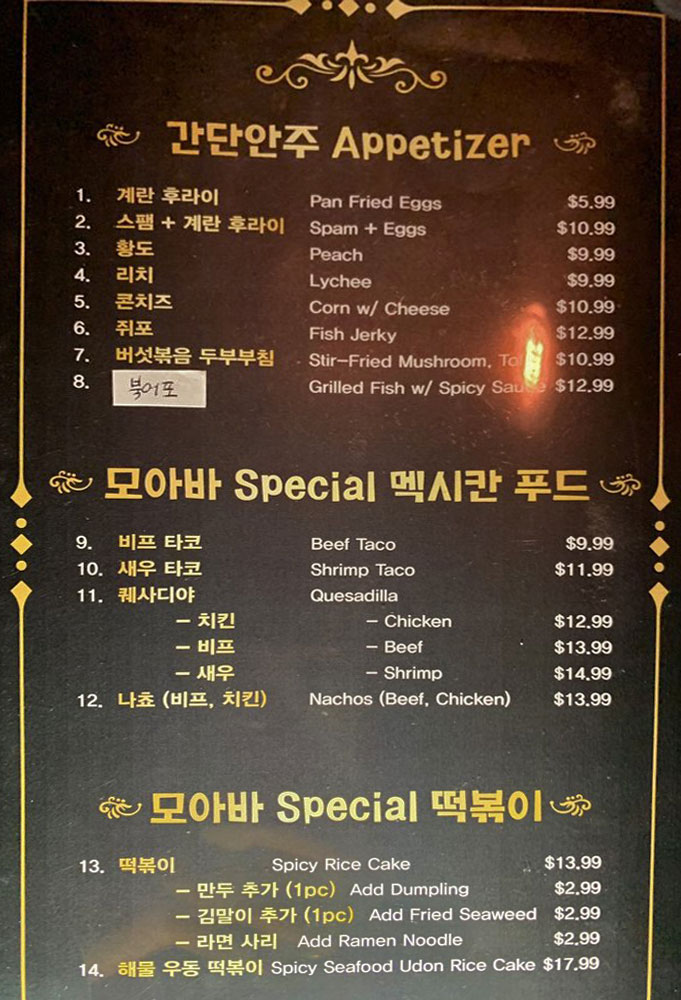 간단안주 Appetizer
1. 계란 후라이 Pan Fried Eggs $5.99
2. 스팸 + 계란 후라이 Spam + Eggs $10.99
3. 황도 Peach $9.99
4. 리치 Lychee $9.99
5. 콘치즈 Corn w/ Cheese $10.99
6. 쥐포 Fish Jerky $12.99
7. 버섯볶음 두부부침 Stir-Fried Mushroom, $10.99
8. 북어포 Grilled Fish w/ Spicy Sauce $12.99
모아바 Special 멕시칸 푸드
9. 비프 타코 Beef Taco $9.99
10. 새우 타코 Shrimp Taco $11.99
11. 퀘사디야 Quesadilla
- 치킨 - Chicken $12.99
- 비프 - Beef $13.99
- 새우 - Shrimp $14.99
12. 나쵸 (비프, 치킨) Nachos (Beef, Chicken) $13.99
모아바 Special 떡볶이
13. 떡볶이 Spicy Rice Cake $13.99
- 만두 추가 (1pc) Add Dumpling $2.99
- 김말이 추가 (1pc) Add Fried Seaweed $2.99
- 라면 사리 Add Ramen Noodle $2.99
14. 해물 우동 떡볶이 Spicy Seafood Udon Rice Cake $17.99